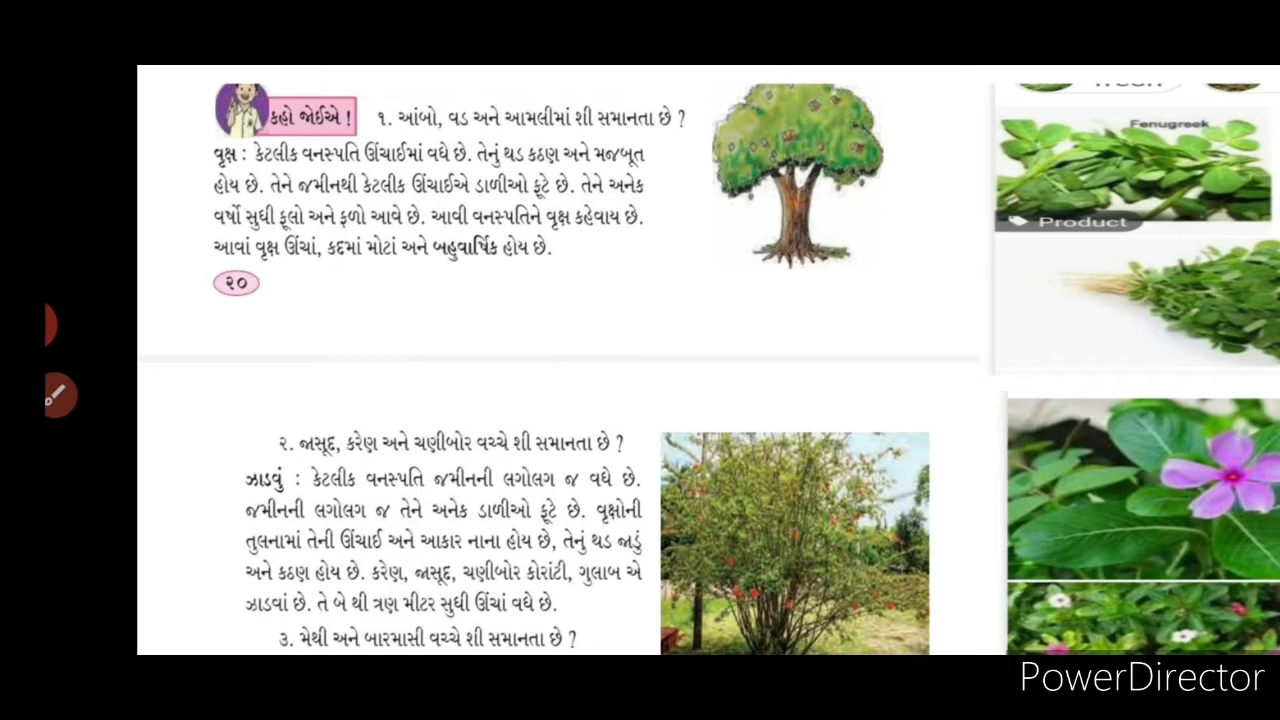 કહો જોઈએ !
૧. આંબો, વડ અને આમલીમાં શી સમાનતા છે ?
વૃક્ષ : કેટલીક વનસ્પતિ ઊંચાઈમાં વધે છે. તેનું થડ કઠણ અને મજબૂત
હોય છે. તેને જમીનથી કેટલીક ઊંચાઈએ ડાળીઓ ફૂટે છે. તેને અનેક
વર્ષો સુધી ફૂલો અને ફળો આવે છે. આવી વનસ્પતિને વૃક્ષ કહેવાય છે.
આવાં વૃક્ષ ઊંચાં, કદમાં મોટાં અને બહુવાર્ષિક હોય છે.
૨૦
Fenugreek
Product
૨. જાસૂદ, કરેણ અને ચણીબોર વચ્ચે શી સમાનતા છે ?
ઝાડવું : કેટલીક વનસ્પતિ જમીનની લગોલગ જ વધે છે.
જમીનની લગોલગ જ તેને અનેક ડાળીઓ ફૂટે છે. વૃક્ષોની
તુલનામાં તેની ઊંચાઈ અને આકાર નાના હોય છે, તેનું થડ જાડું
અને કઠણ હોય છે. કરેણ, જાસૂદ, ચણીબોર કોરાંટી, ગુલાબ એ
ઝાડવાં છે. તે બે થી ત્રણ મીટર સુધી ઊંચાં વધે છે.
૩. મેથી અને બારમાસી વચ્ચે શી સમાનતા છે ?
PowerDirector